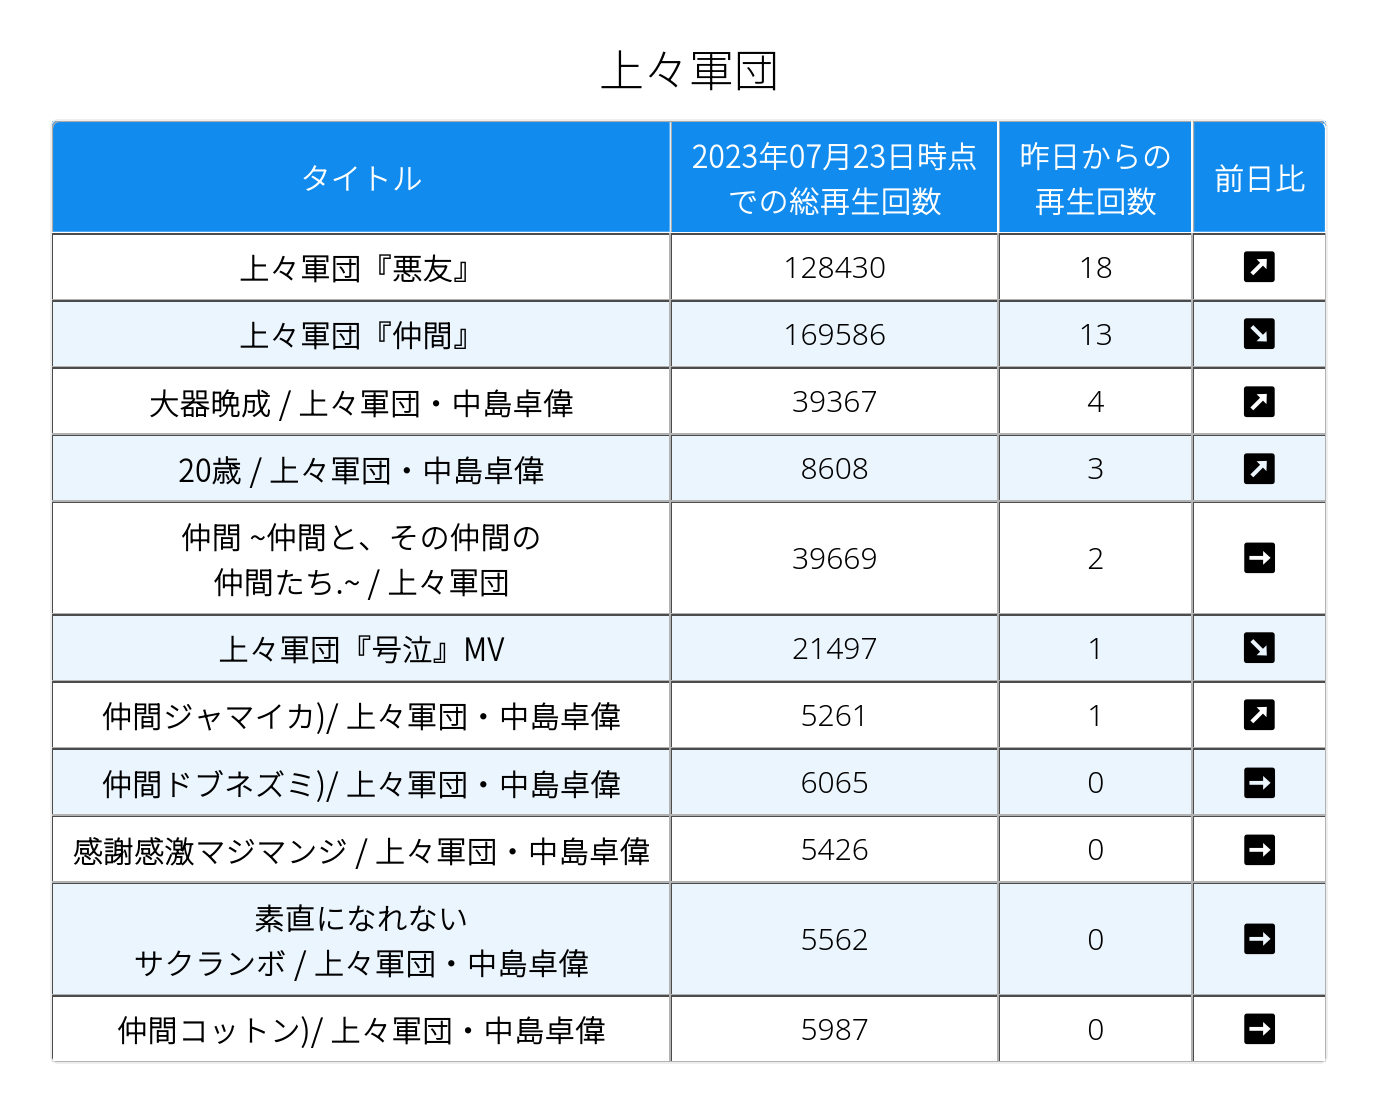 上々軍団
タイトル
2023年07月23日時点
での総再生回数
昨日からの
再生回数
前日比
上々軍団『悪友』 128430 18 ↗
上々軍団『仲間』 169586 13 ↘
大器晩成 / 上々軍団・中島卓偉 39367 4 ↗
20歳 / 上々軍団・中島卓偉 8608 3 ↗
仲間 ~仲間と、その仲間の
仲間たち.~ / 上々軍団 39669 2 →
上々軍団『号泣』MV 21497 1 ↘
仲間ジャマイカ)/ 上々軍団・中島卓偉 5261 1 ↗
仲間ドブネズミ)/ 上々軍団・中島卓偉 6065 0 →
感謝感激マジマンジ / 上々軍団・中島卓偉 5426 0 →
素直になれない
サクランボ / 上々軍団・中島卓偉 5562 0 →
仲間コットン)/ 上々軍団・中島卓偉 5987 0 →